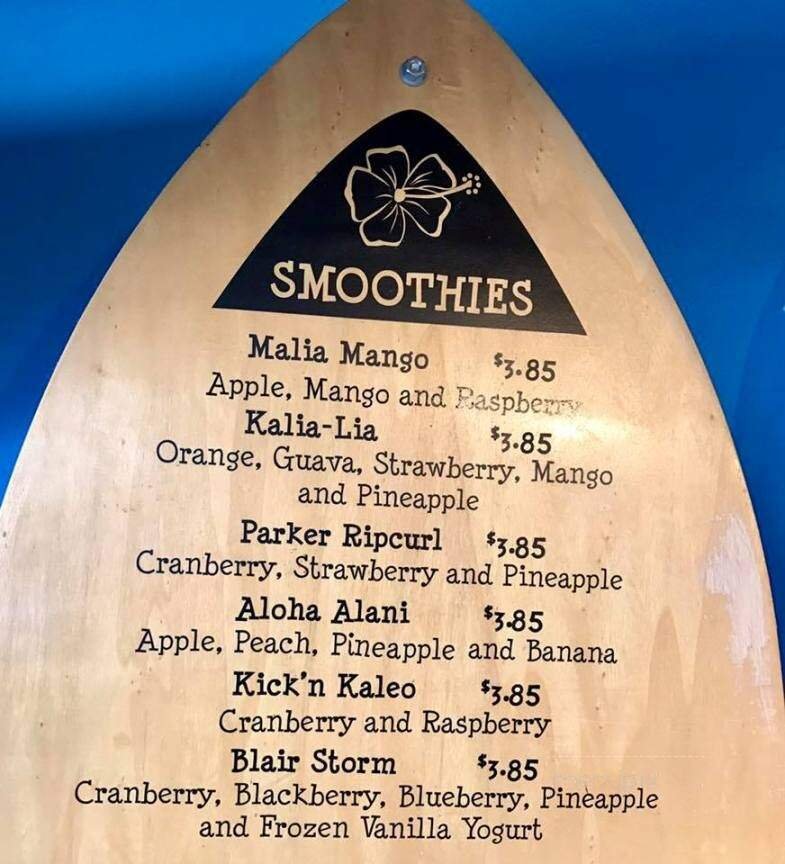 SMOOTHIES
Malia Mango $3.85
Apple, Mango and Raspberry
Kalia-Lia $3.85
Orange, Guava, Strawberry, Mango
and Pineapple
Parker Ripcurl $3.85
Cranberry, Strawberry and Pineapple
Aloha Alani $3.85
Apple, Peach, Pineapple and Banana
Kick'n Kaleo $3.85
Cranberry and Raspberry
Blair Storm $3.85
Cranberry, Blackberry, Blueberry, Pineapple
and Frozen Vanilla Yogurt